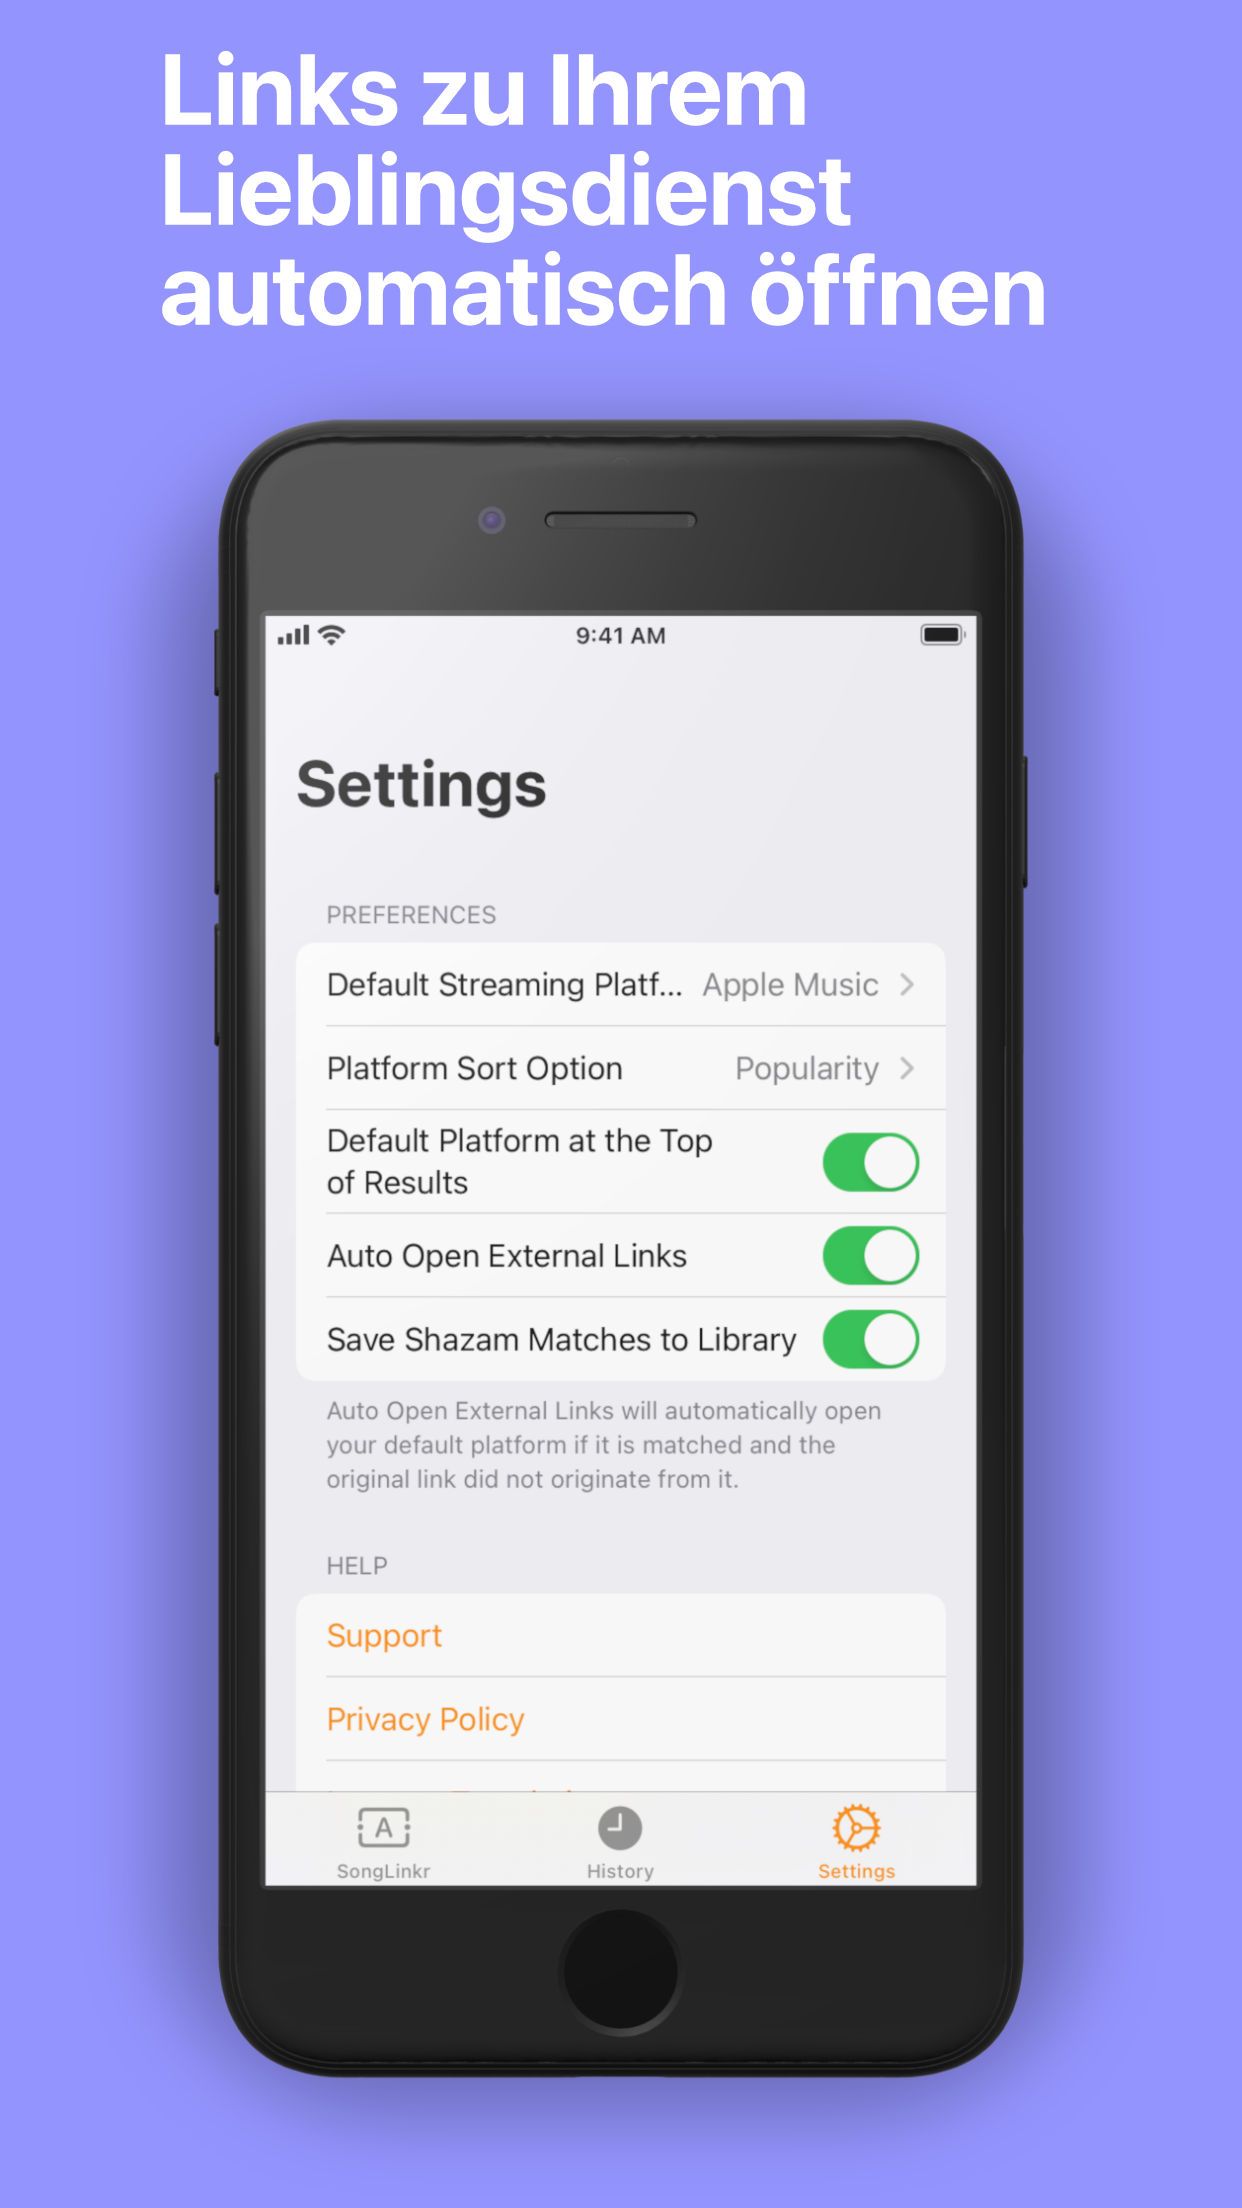 Links zu Ihrem
Lieblingsdienst
automatisch öffnen
9:41 AM
Settings
PREFERENCES
Default Streaming Platf... Apple Music
Platform Sort Option Popularity
Default Platform at the Top
of Results
Auto Open External Links
Save Shazam Matches to Library
Auto Open External Links will automatically open
your default platform if it is matched and the
original link did not originate from it.
HELP
Support
Privacy Policy
A
SongLinkr History Settings